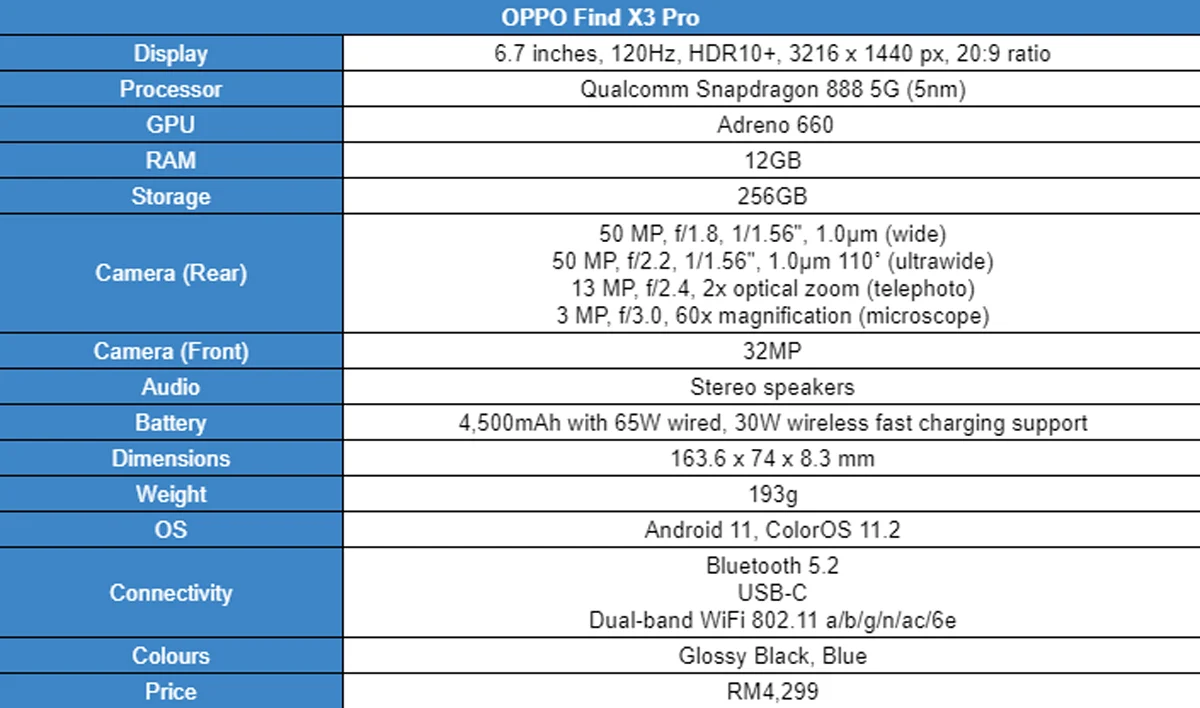 OPPO Find X3 Pro
Display 6.7 inches, 120Hz, HDR10+, 3216 x 1440 px, 20:9 ratio
Processor Qualcomm Snapdragon 888 5G (5nm)
GPU Adreno 660
RAM 12GB
Storage 256GB
Camera (Rear)
50 MP, f/1.8, 1/1.56", 1.0µm (wide)
50 MP, f/2.2, 1/1.56", 1.0µm 110˚ (ultrawide)
13 MP, f/2.4, 2x optical zoom (telephoto)
3 MP, f/3.0, 60x magnification (microscope)
Camera (Front) 32MP
Audio Stereo speakers
Battery 4,500mAh with 65W wired, 30W wireless fast charging support
Dimensions 163.6 x 74 x 8.3 mm
Weight 193g
OS Android 11, ColorOS 11.2
Connectivity
Bluetooth 5.2
USB-C
Dual-band WiFi 802.11 a/b/g/n/ac/6e
Colours Glossy Black, Blue
Price RM4,299